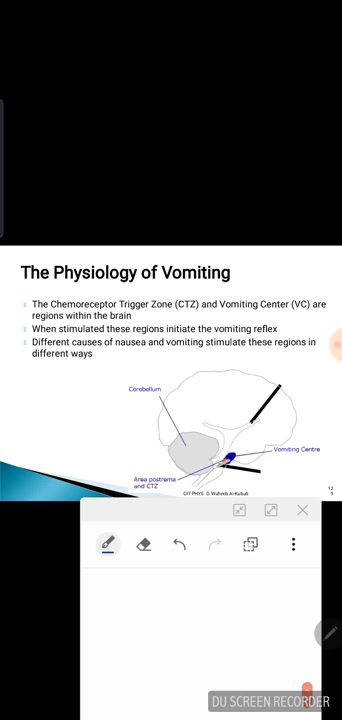 The Physiology of Vomiting
The Chemoreceptor Trigger Zone (CTZ) and Vomiting Center (VC) are
regions within the brain
When stimulated these regions initiate the vomiting reflex
Different causes of nausea and vomiting stimulate these regions in
different ways
Cerebellum
Vomiting Centre
Area postrema
and CTZ
GIT PHYS D.Waheeb Al-Kubati
12
9
DU SCREEN RECORDER